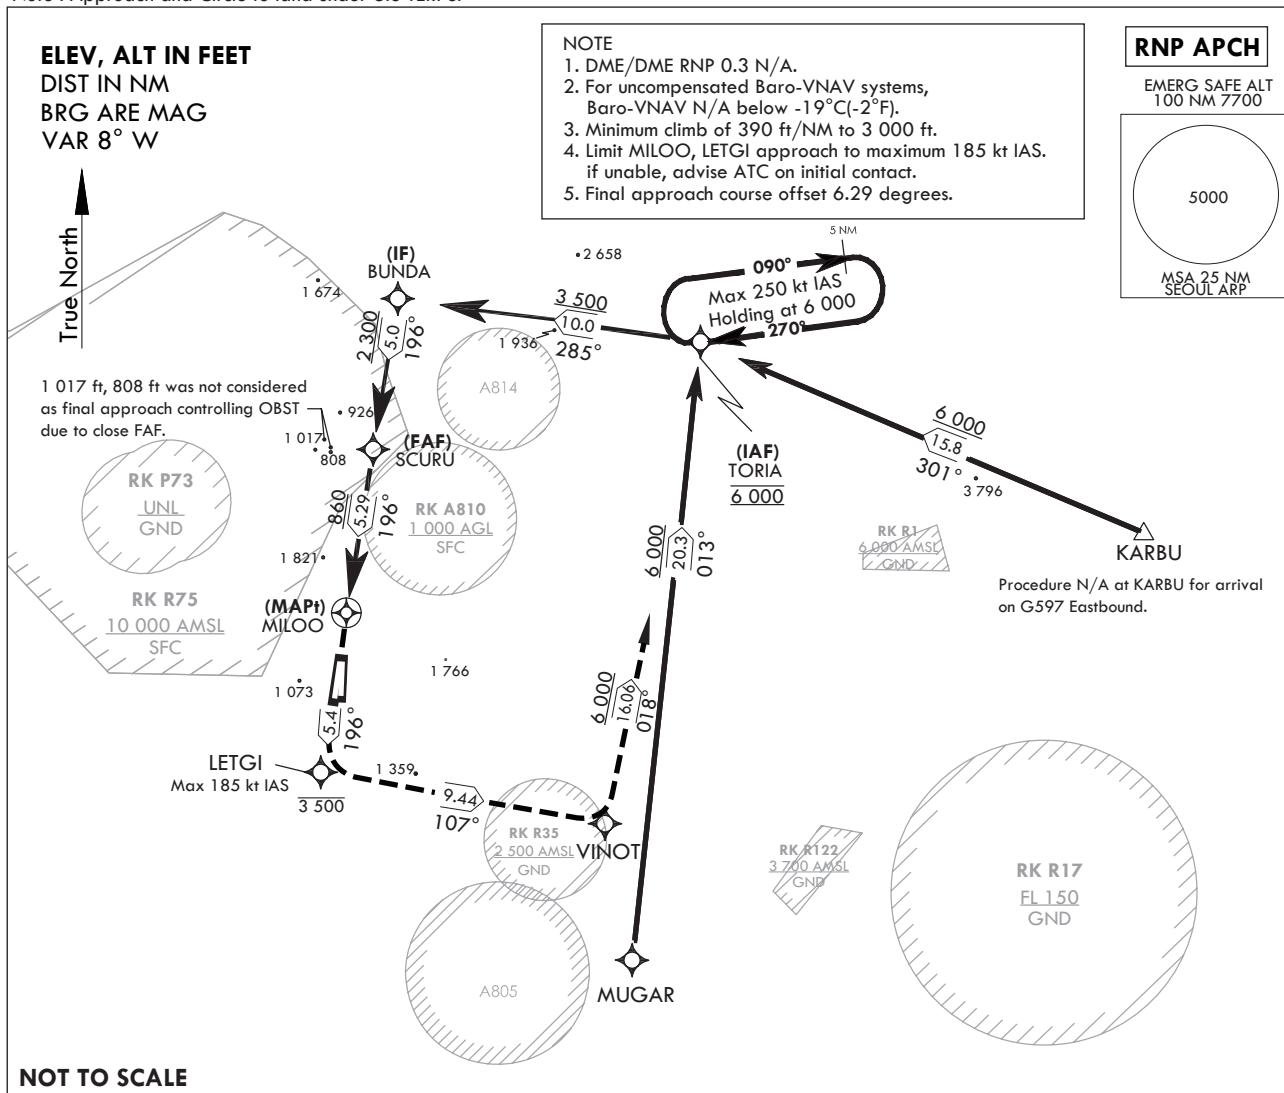 ELEV, ALT IN FEET
DIST IN NM
BRG ARE MAG
VAR 8° W
True North
NOTE
1. DME/DME RNP 0.3 N/A.
2. For uncompensated Baro-VNAV systems,
Baro-VNAV N/A below -19°C(-2°F).
3. Minimum climb of 390 ft/NM to 3 000 ft.
4. Limit MILOO, LETGI approach to maximum 185 kt IAS.
if unable, advise ATC on initial contact.
5. Final approach course offset 6.29 degrees.
RNP APCH
EMERG SAFE ALT
100 NM 7700
5000
MSA 25 NM
SEOUL ARP
5 NM
090°
Max 250 kt IAS
Holding at 6 000
270°
2 658
(IF)
BUNDA
1 674
3 500
10.0
285°
1 936
2 300
5.0
196°
A814
1 017 ft, 808 ft was not considered
as final approach controlling OBST
due to close FAF.
926
1 017
808
(FAF)
SCURU
(IAF)
TORIA
6 000
6 000
15.8
301°
3 796
KARBU
Procedure N/A at KARBU for arrival
on G597 Eastbound.
RK P73
UNL
GND
RK A810
1 000 AGL
SFC
860
5.29
196°
1 821
RK R1
6 000 AMSL
GND
6 000
20.3
013°
RK R75
10 000 AMSL
SFC
(MAPt)
MILOO
1 766
1 073
6 000
16.06
018°
5.4
196°
LETGI
Max 185 kt IAS
3 500
1 359
9.44
107°
RK R35
2 500 AMSL
GND
VINOT
RK R122
3 700 AMSL
GND
RK R17
FL 150
GND
A805
MUGAR
NOT TO SCALE